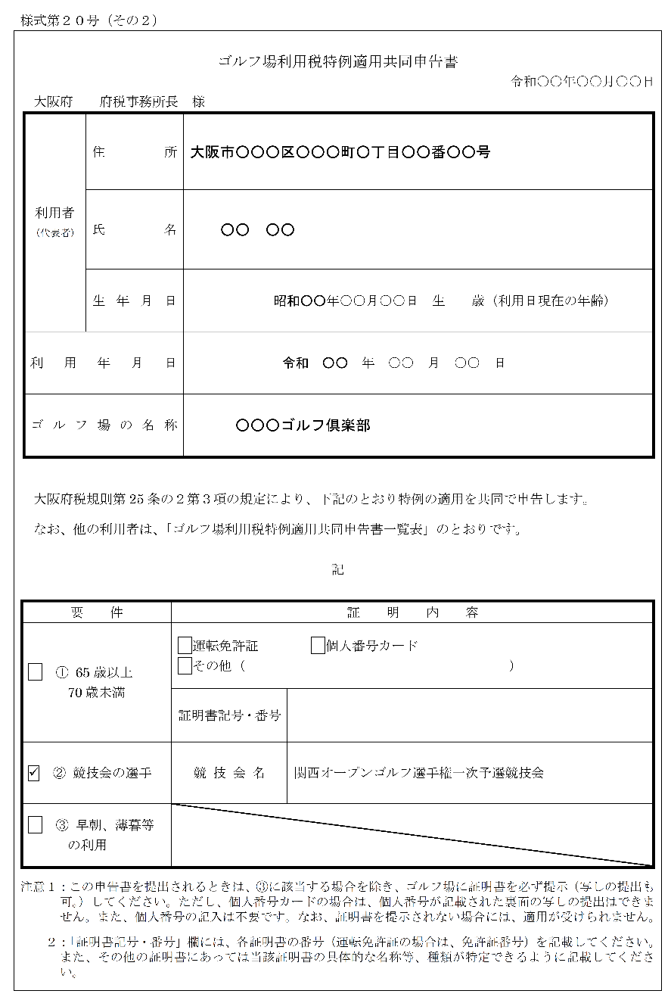 様式第２０号（その２）
ゴルフ場利用税特例適用共同申告書
令和〇〇年〇〇月〇〇日
大阪府　　府税事務所長　様
利用者
（代表者）
住所　大阪市〇〇〇区〇〇〇町〇丁目〇〇番〇〇号
氏名　〇〇　〇〇
生年月日　昭和〇〇年〇〇月〇〇日　生　　歳（利用日現在の年齢）
利用年月日　令和　〇〇　年　〇〇　月　〇〇　日
ゴルフ場の名称　〇〇〇ゴルフ倶楽部
大阪府税規則第25条の２第３項の規定により、下記のとおり特例の適用を共同で申告します。
なお、他の利用者は、「ゴルフ場利用税特例適用共同申告書一覧表」のとおりです。
記
要件　証明内容
① 65歳以上
70歳未満
運転免許証　個人番号カード
その他（　　　　）
証明書記号・番号
✓ ② 競技会の選手　競技会名　関西オープンゴルフ選手権一次予選競技会
③ 早朝、薄暮等
の利用
注意１：この申告書を提出されるときは、③に該当する場合を除き、ゴルフ場に証明書を必ず提示（写しの提出も
可。）してください。ただし、個人番号カードの場合は、個人番号が記載された裏面の写しの提出はできま
せん。また、個人番号の記入は不要です。なお、証明書を提示されない場合には、適用が受けられません。
２：「証明書記号・番号」欄には、各証明書の番号（運転免許証の場合は、免許証番号）を記載してください。
また、その他の証明書にあっては当該証明書の具体的な名称等、種類が特定できるように記載してくださ
い。